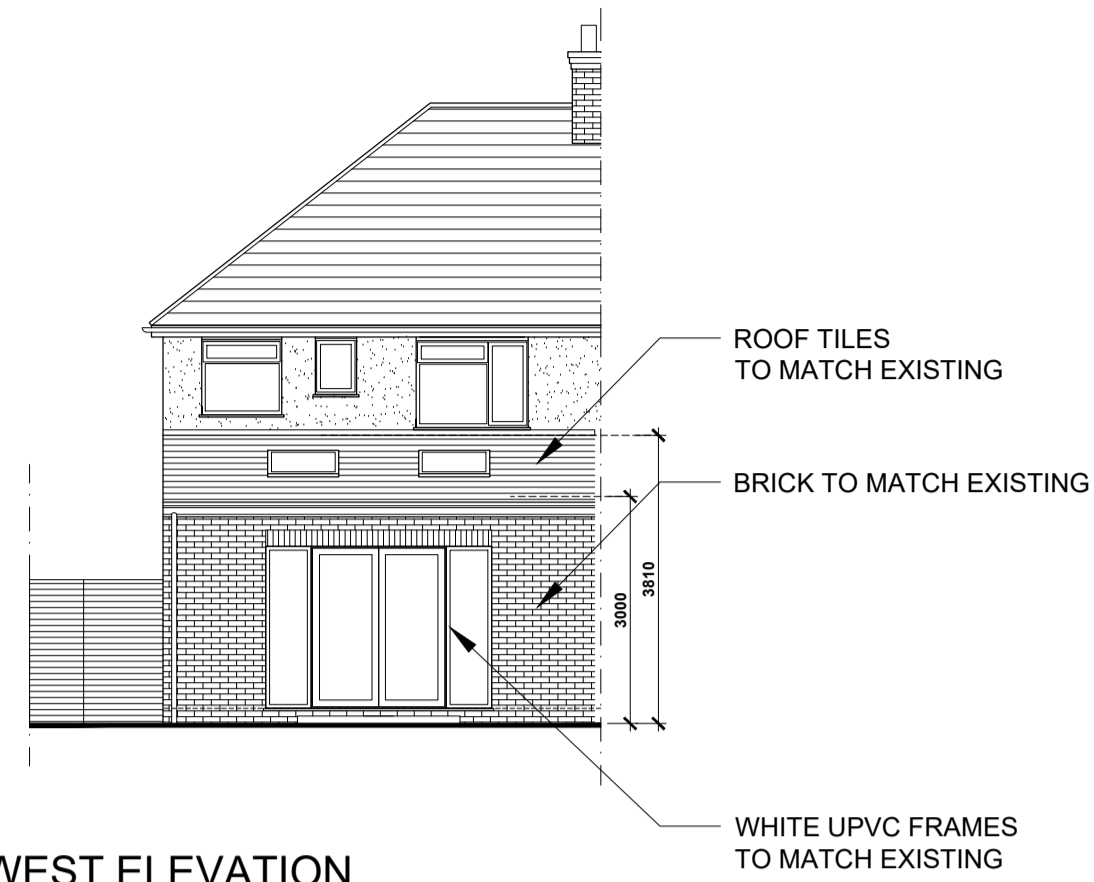 ROOF TILES
TO MATCH EXISTING
BRICK TO MATCH EXISTING
3810
3000
WHITE UPVC FRAMES
TO MATCH EXISTING
WEST ELEVATION